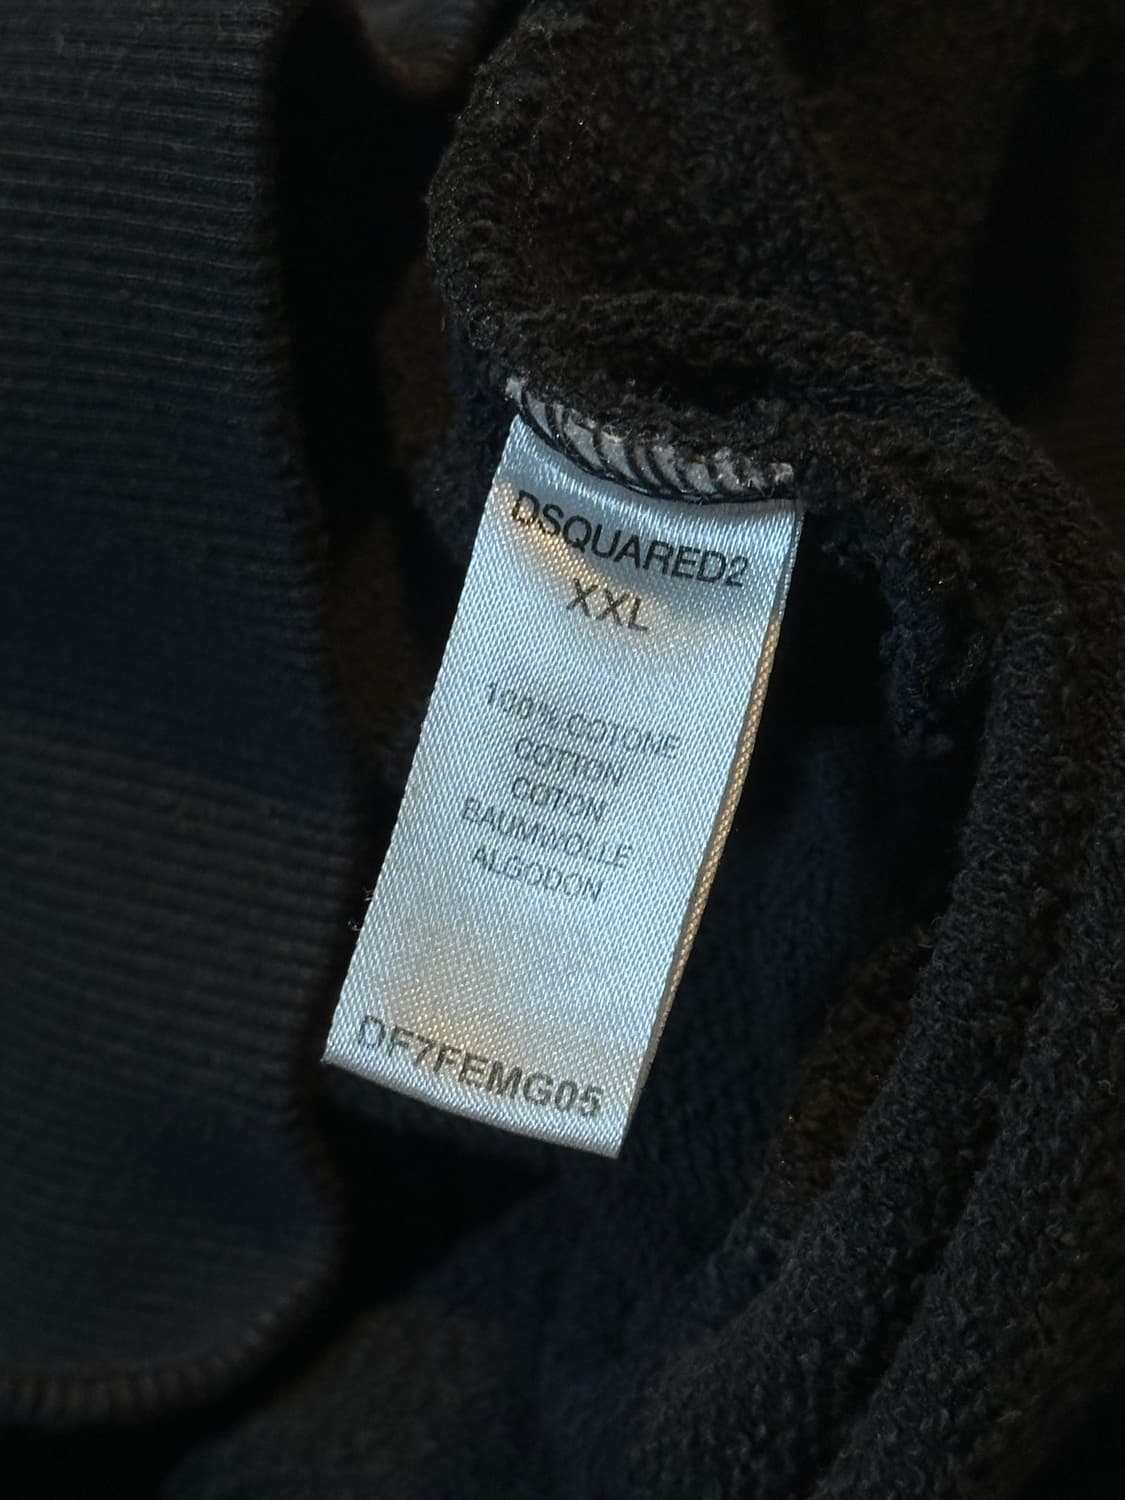 DSQUARED2
XXL
100% COTONE
COTTON
COTON
BAUMWOLLE
ALGODON
DF7FEMG05